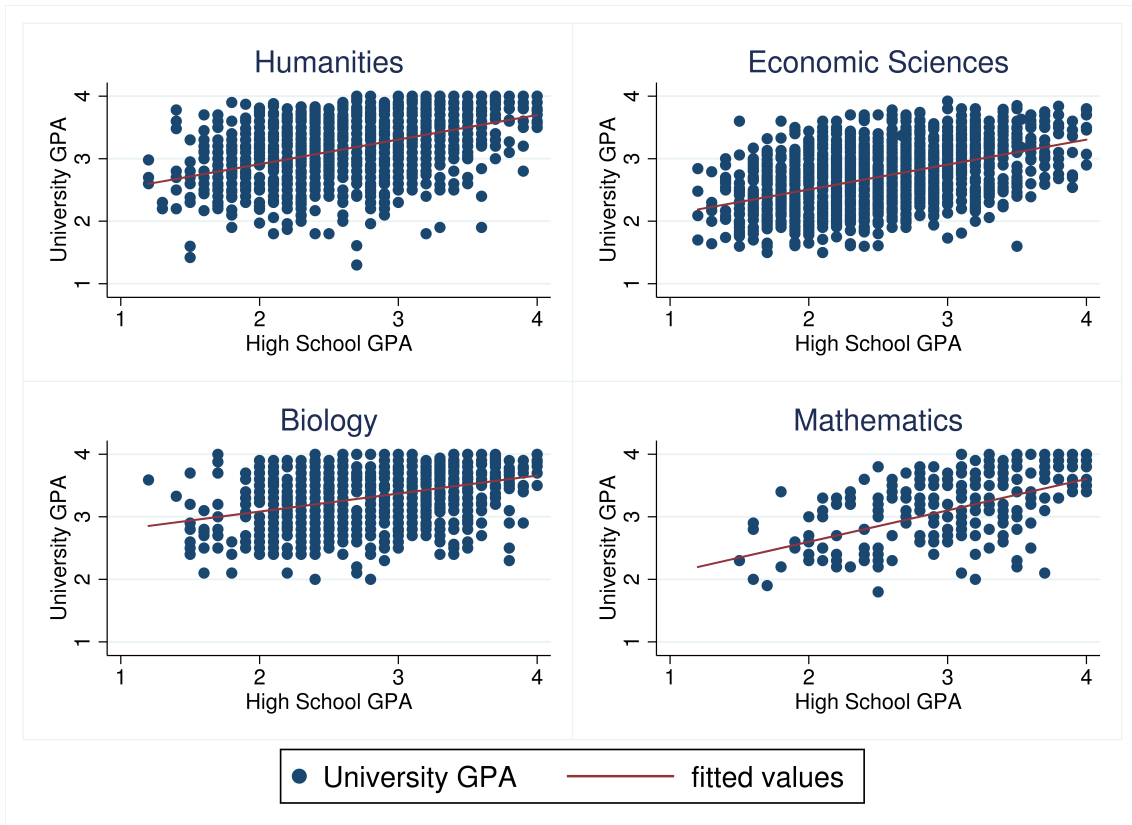 Humanities
University GPA
4
3
2
1
1 2 3 4
High School GPA
Economic Sciences
University GPA
4
3
2
1
1 2 3 4
High School GPA
Biology
University GPA
4
3
2
1
1 2 3 4
High School GPA
Mathematics
University GPA
4
3
2
1
1 2 3 4
High School GPA
University GPA fitted values